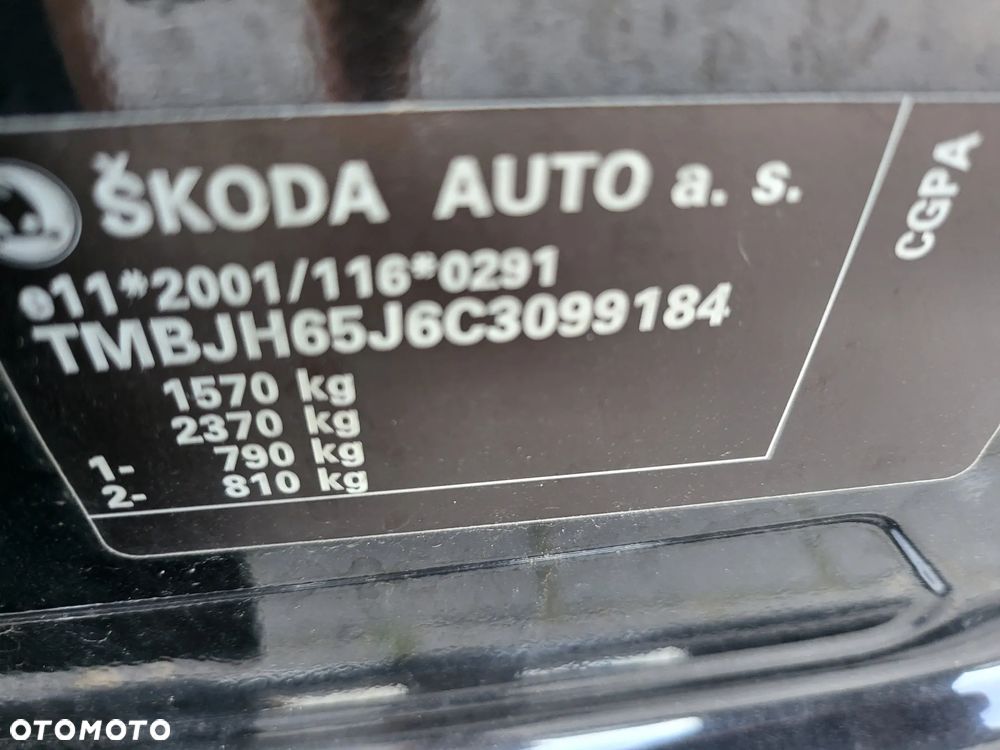 ŠKODA AUTO a. s.
CGPA
e11*2001/116*0291
TMBJH65J6C3099184
1570 kg
2370 kg
1- 790 kg
2- 810 kg
OTOMOTO